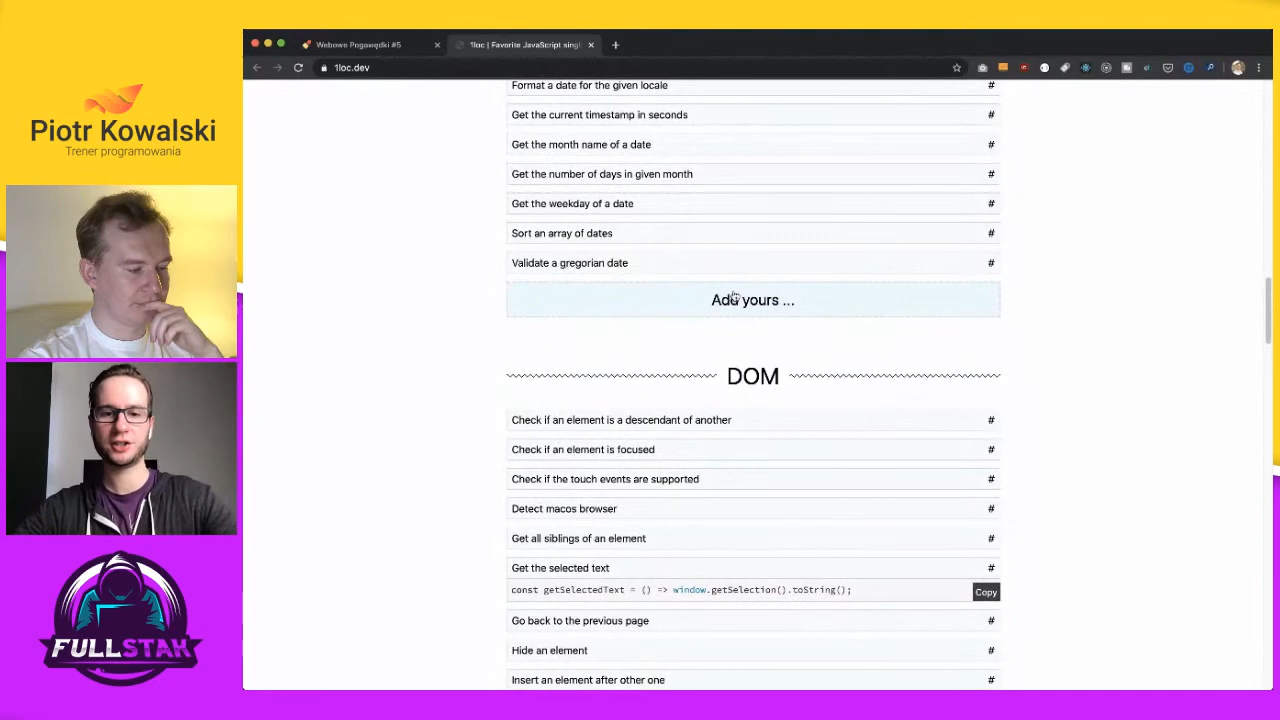 Piotr Kowalski
Trener programowania
FULLSTAK
Webowe Pogawędki #5
1loc | Favorite JavaScript singl
1loc.dev
Format a date for the given locale #
Get the current timestamp in seconds #
Get the month name of a date #
Get the number of days in given month #
Get the weekday of a date #
Sort an array of dates #
Validate a gregorian date #
Add yours ...
DOM
Check if an element is a descendant of another #
Check if an element is focused #
Check if the touch events are supported #
Detect macos browser #
Get all siblings of an element #
Get the selected text #
const getSelectedText = () => window.getSelection().toString();
Copy
Go back to the previous page #
Hide an element #
Insert an element after other one #